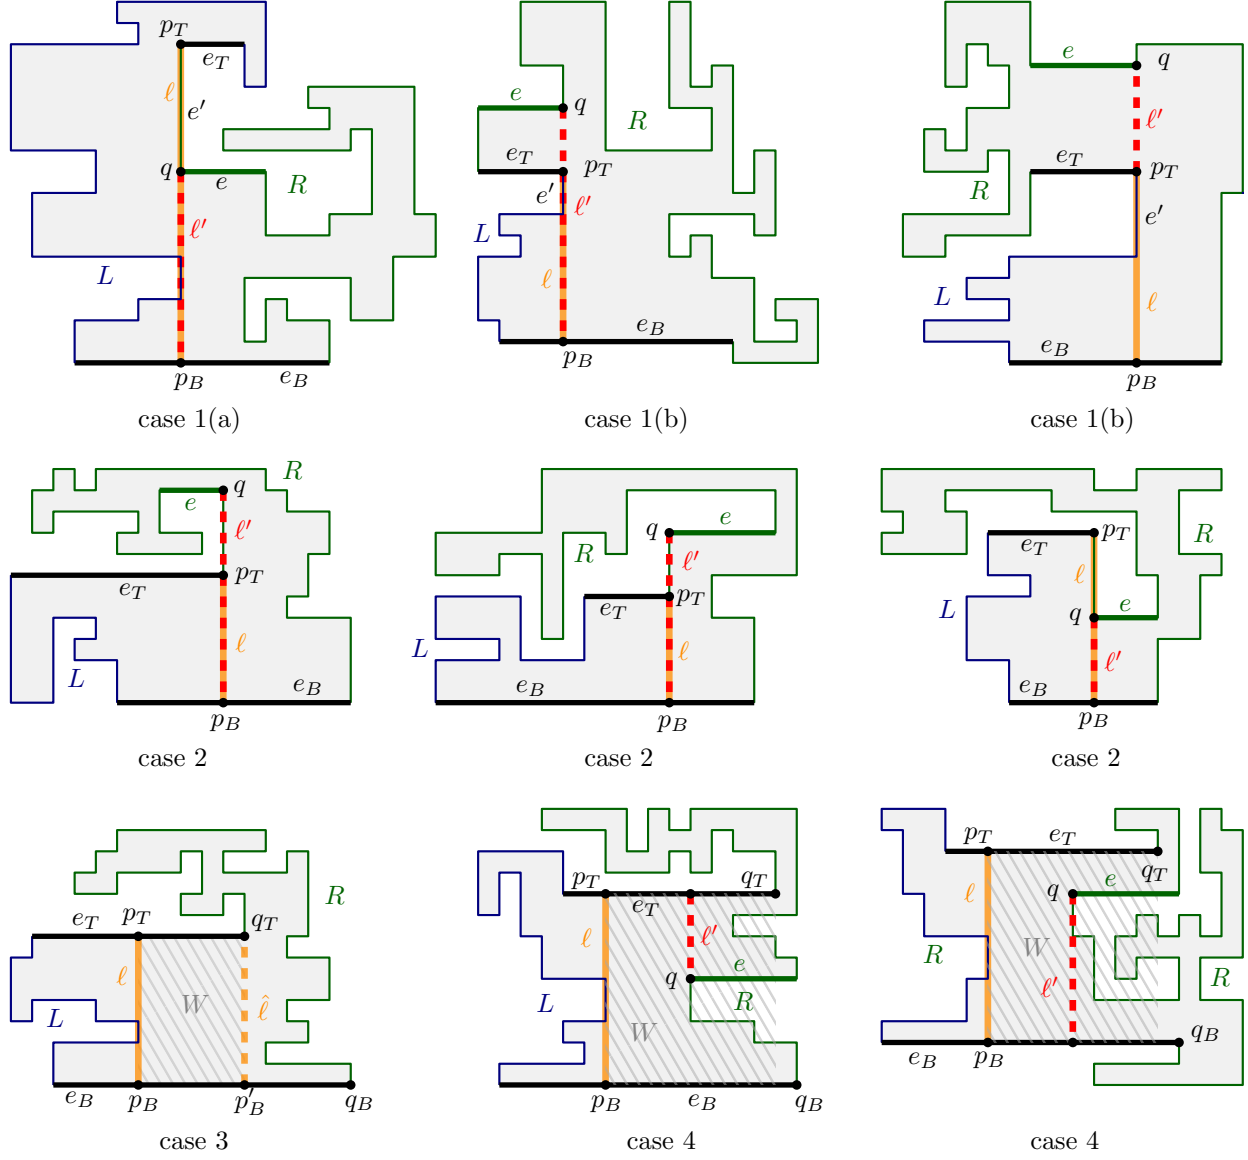 p_T
e_T
ℓ
e′
q
e
R
ℓ′
L
e_B
p_B
case 1(a)
e
q
R
e_T
p_T
e′
ℓ′
L
ℓ
e_B
p_B
case 1(b)
e
q
ℓ′
e_T
p_T
R
e′
L
ℓ
e_B
p_B
case 1(b)
R
q
e
ℓ′
p_T
e_T
ℓ
L
e_B
p_B
case 2
q
e
R
ℓ′
e_T
p_T
L
ℓ
e_B
p_B
case 2
e_T
p_T
R
ℓ
L
q
e
ℓ′
e_B
p_B
case 2
R
e_T
p_T
q_T
ℓ
W
ℓ̂
L
e_B
p_B
p′_B
q_B
case 3
p_T
e_T
q_T
ℓ
ℓ′
q
e
L
R
W
p_B
e_B
q_B
case 4
p_T
e_T
q_T
ℓ
q
e
R
W
ℓ′
R
e_B
p_B
q_B
case 4